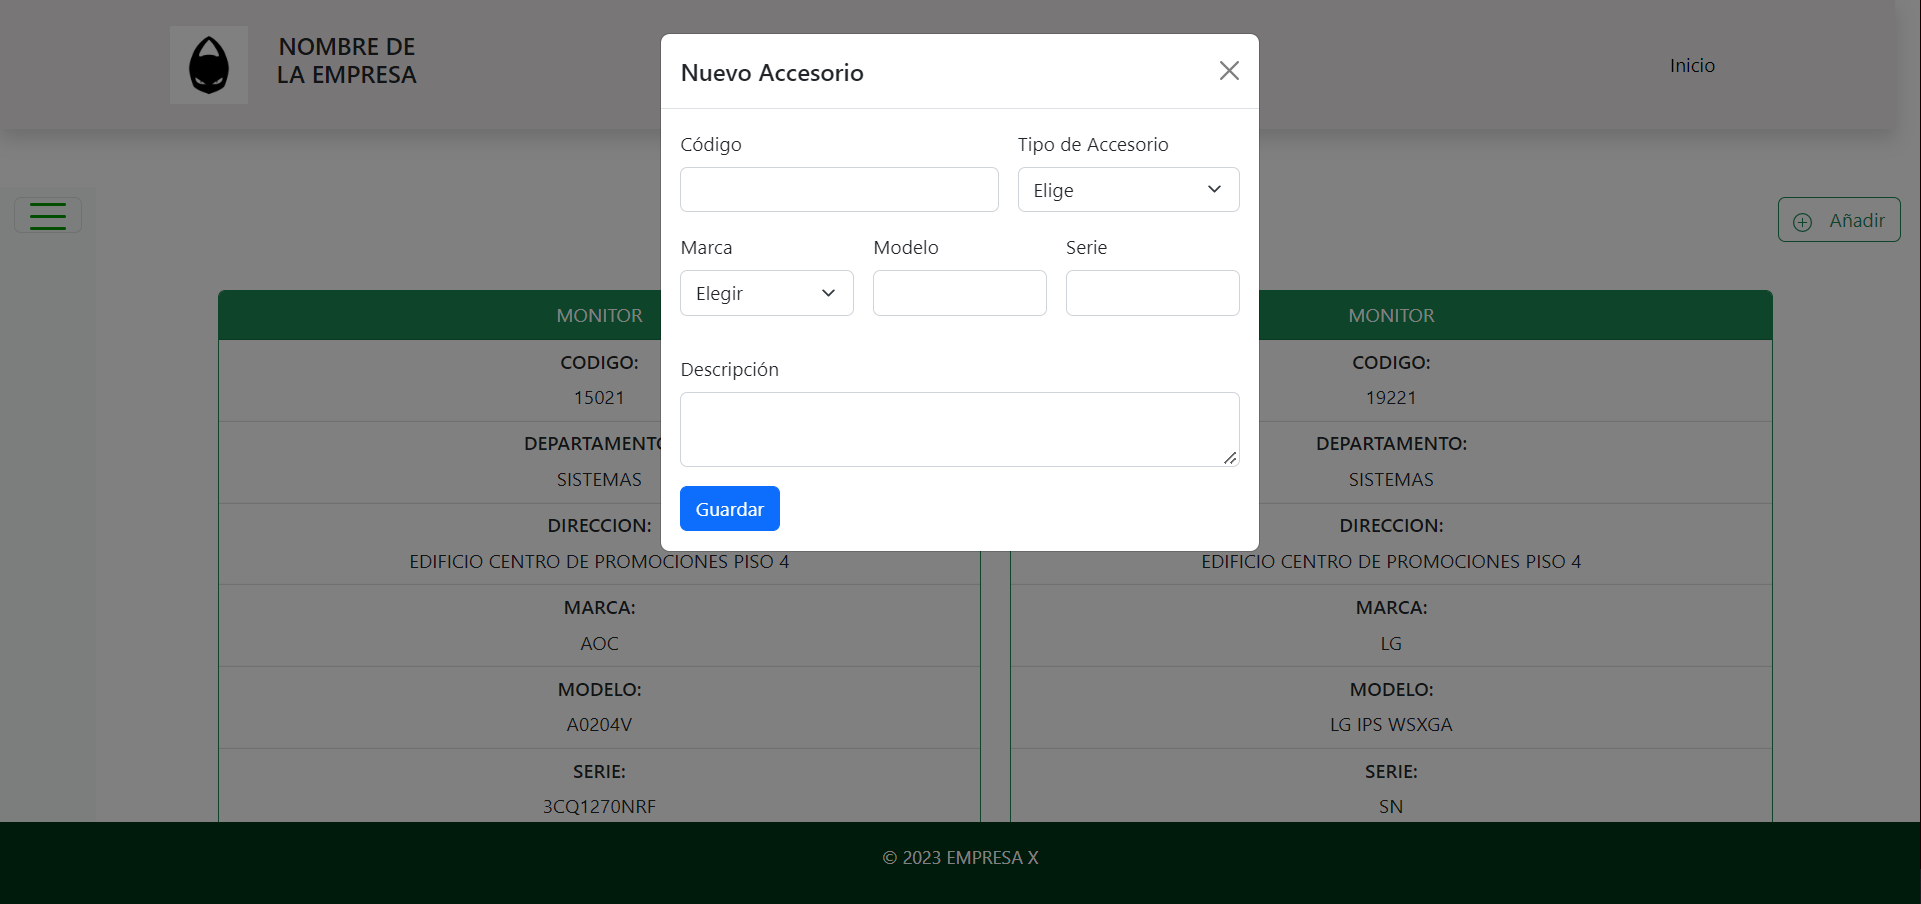 NOMBRE DE
LA EMPRESA
Inicio
Nuevo Accesorio
Código
Tipo de Accesorio
Elige
Marca
Modelo
Serie
Elegir
Descripción
Guardar
Añadir
MONITOR
CODIGO:
15021
DEPARTAMENTO
SISTEMAS
DIRECCION:
EDIFICIO CENTRO DE PROMOCIONES PISO 4
MARCA:
AOC
MODELO:
A0204V
SERIE:
3CQ1270NRF
MONITOR
CODIGO:
19221
DEPARTAMENTO:
SISTEMAS
DIRECCION:
EDIFICIO CENTRO DE PROMOCIONES PISO 4
MARCA:
LG
MODELO:
LG IPS WSXGA
SERIE:
SN
© 2023 EMPRESA X